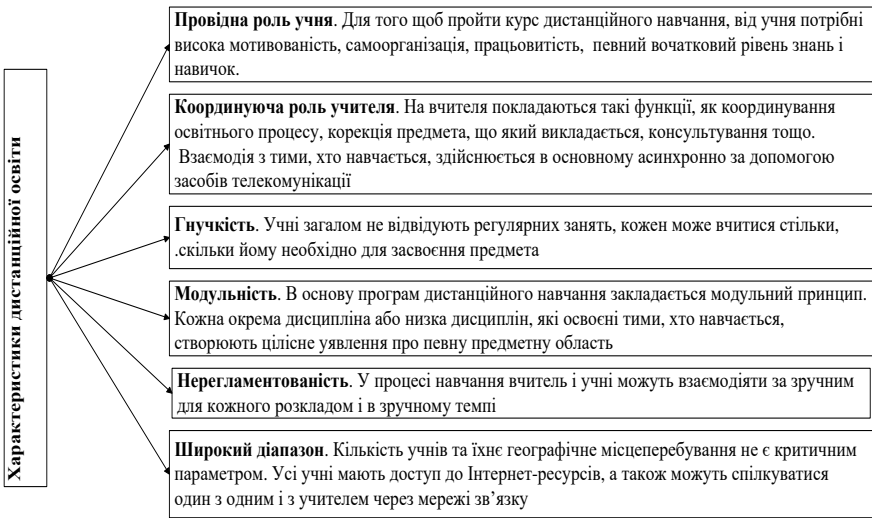 Характеристики дистанційної освіти
Провідна роль учня. Для того щоб пройти курс дистанційного навчання, від учня потрібні
висока мотивованість, самоорганізація, працьовитість, певний вочатковий рівень знань і
навичок.
Координуюча роль учителя. На вчителя покладаються такі функції, як координування
освітнього процесу, корекція предмета, що який викладається, консультування тощо.
Взаємодія з тими, хто навчається, здійснюється в основному асинхронно за допомогою
засобів телекомунікації
Гнучкість. Учні загалом не відвідують регулярних занять, кожен може вчитися стільки,
.скільки йому необхідно для засвоєння предмета
Модульність. В основу програм дистанційного навчання закладається модульний принцип.
Кожна окрема дисципліна або низка дисциплін, які освоєні тими, хто навчається,
створюють цілісне уявлення про певну предметну область
Нерегламентованість. У процесі навчання вчитель і учні можуть взаємодіяти за зручним
для кожного розкладом і в зручному темпі
Широкий діапазон. Кількість учнів та їхнє географічне місцеперебування не є критичним
параметром. Усі учні мають доступ до Інтернет-ресурсів, а також можуть спілкуватися
один з одним і з учителем через мережі зв’язку